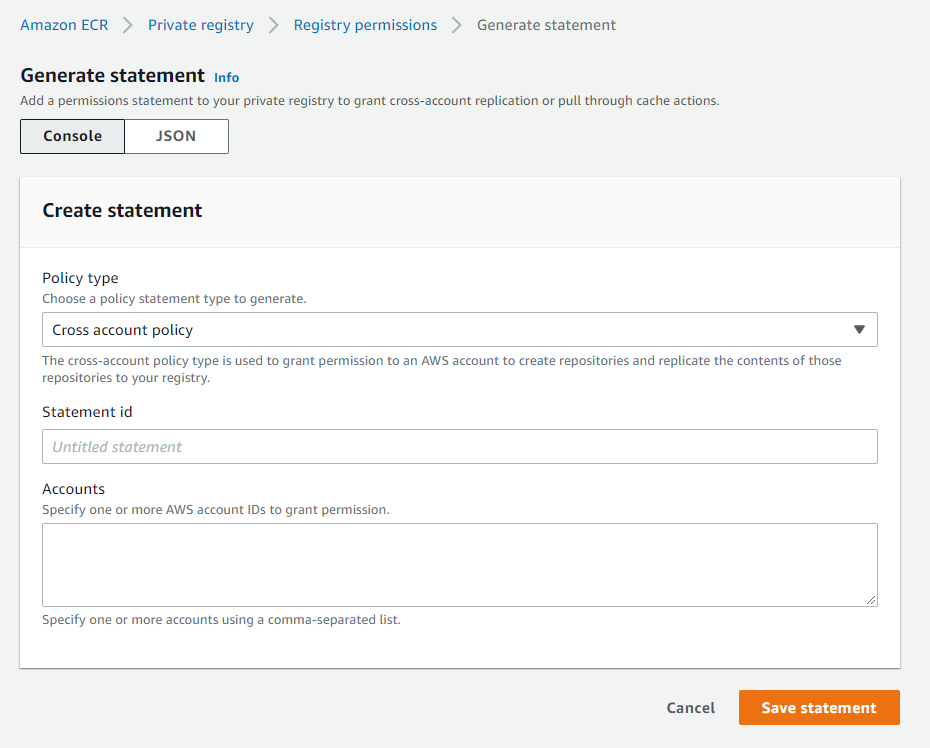 Amazon ECR > Private registry > Registry permissions > Generate statement
Generate statement Info
Add a permissions statement to your private registry to grant cross-account replication or pull through cache actions.
Console JSON
Create statement
Policy type
Choose a policy statement type to generate.
Cross account policy
The cross-account policy type is used to grant permission to an AWS account to create repositories and replicate the contents of those
repositories to your registry.
Statement id
Untitled statement
Accounts
Specify one or more AWS account IDs to grant permission.
Specify one or more accounts using a comma-separated list.
Cancel Save statement